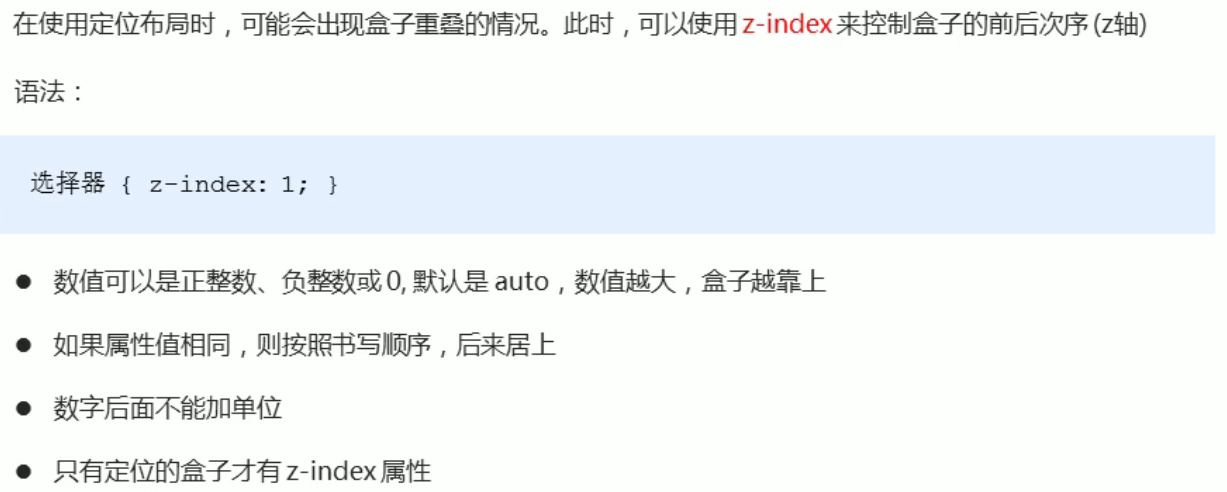 在使用定位布局时，可能会出现盒子重叠的情况。此时，可以使用 z-index 来控制盒子的前后次序 (z轴)
语法：
选择器 { z-index: 1; }
● 数值可以是正整数、负整数或 0, 默认是 auto，数值越大，盒子越靠上
● 如果属性值相同，则按照书写顺序，后来居上
● 数字后面不能加单位
● 只有定位的盒子才有 z-index 属性